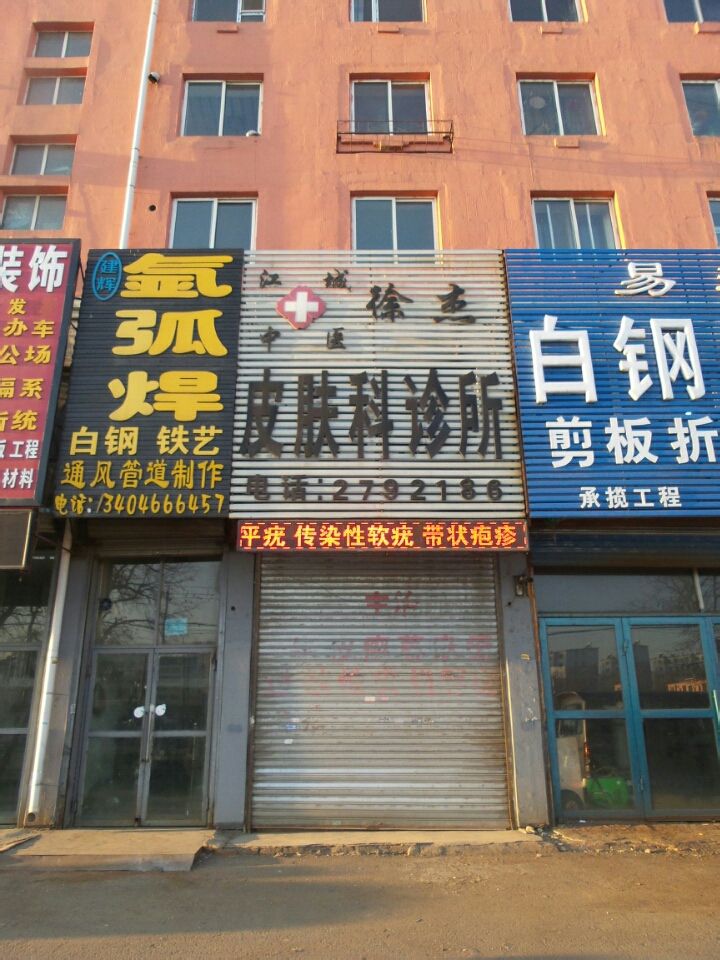 装饰
发
办车
公场
隔系
统
板工程
材料
建辉
氩弧焊
白钢 铁艺
通风管道制作
电话:13404666457
江城
中医
徐杰
皮肤科诊所
电话:2792186
平疣 传染性软疣 带状疱疹
易
白钢
剪板折
承揽工程